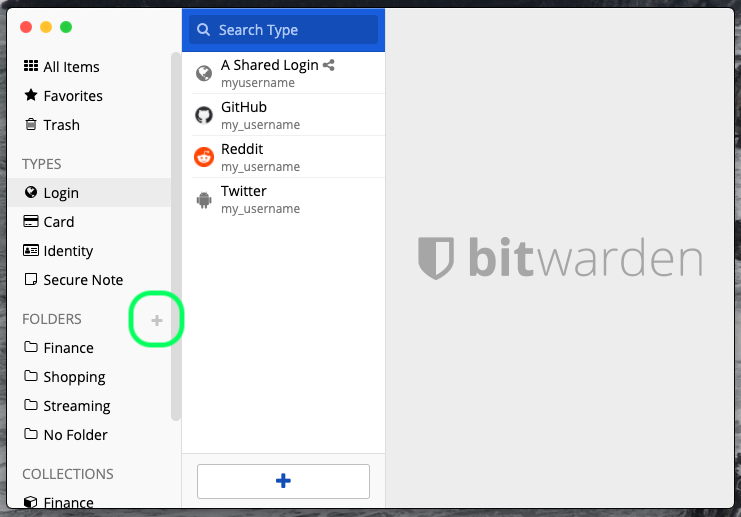 Search Type
All Items
Favorites
Trash
TYPES
Login
Card
Identity
Secure Note
FOLDERS
Finance
Shopping
Streaming
No Folder
COLLECTIONS
Finance
A Shared Login
myusername
GitHub
my_username
Reddit
my_username
Twitter
my_username
bitwarden